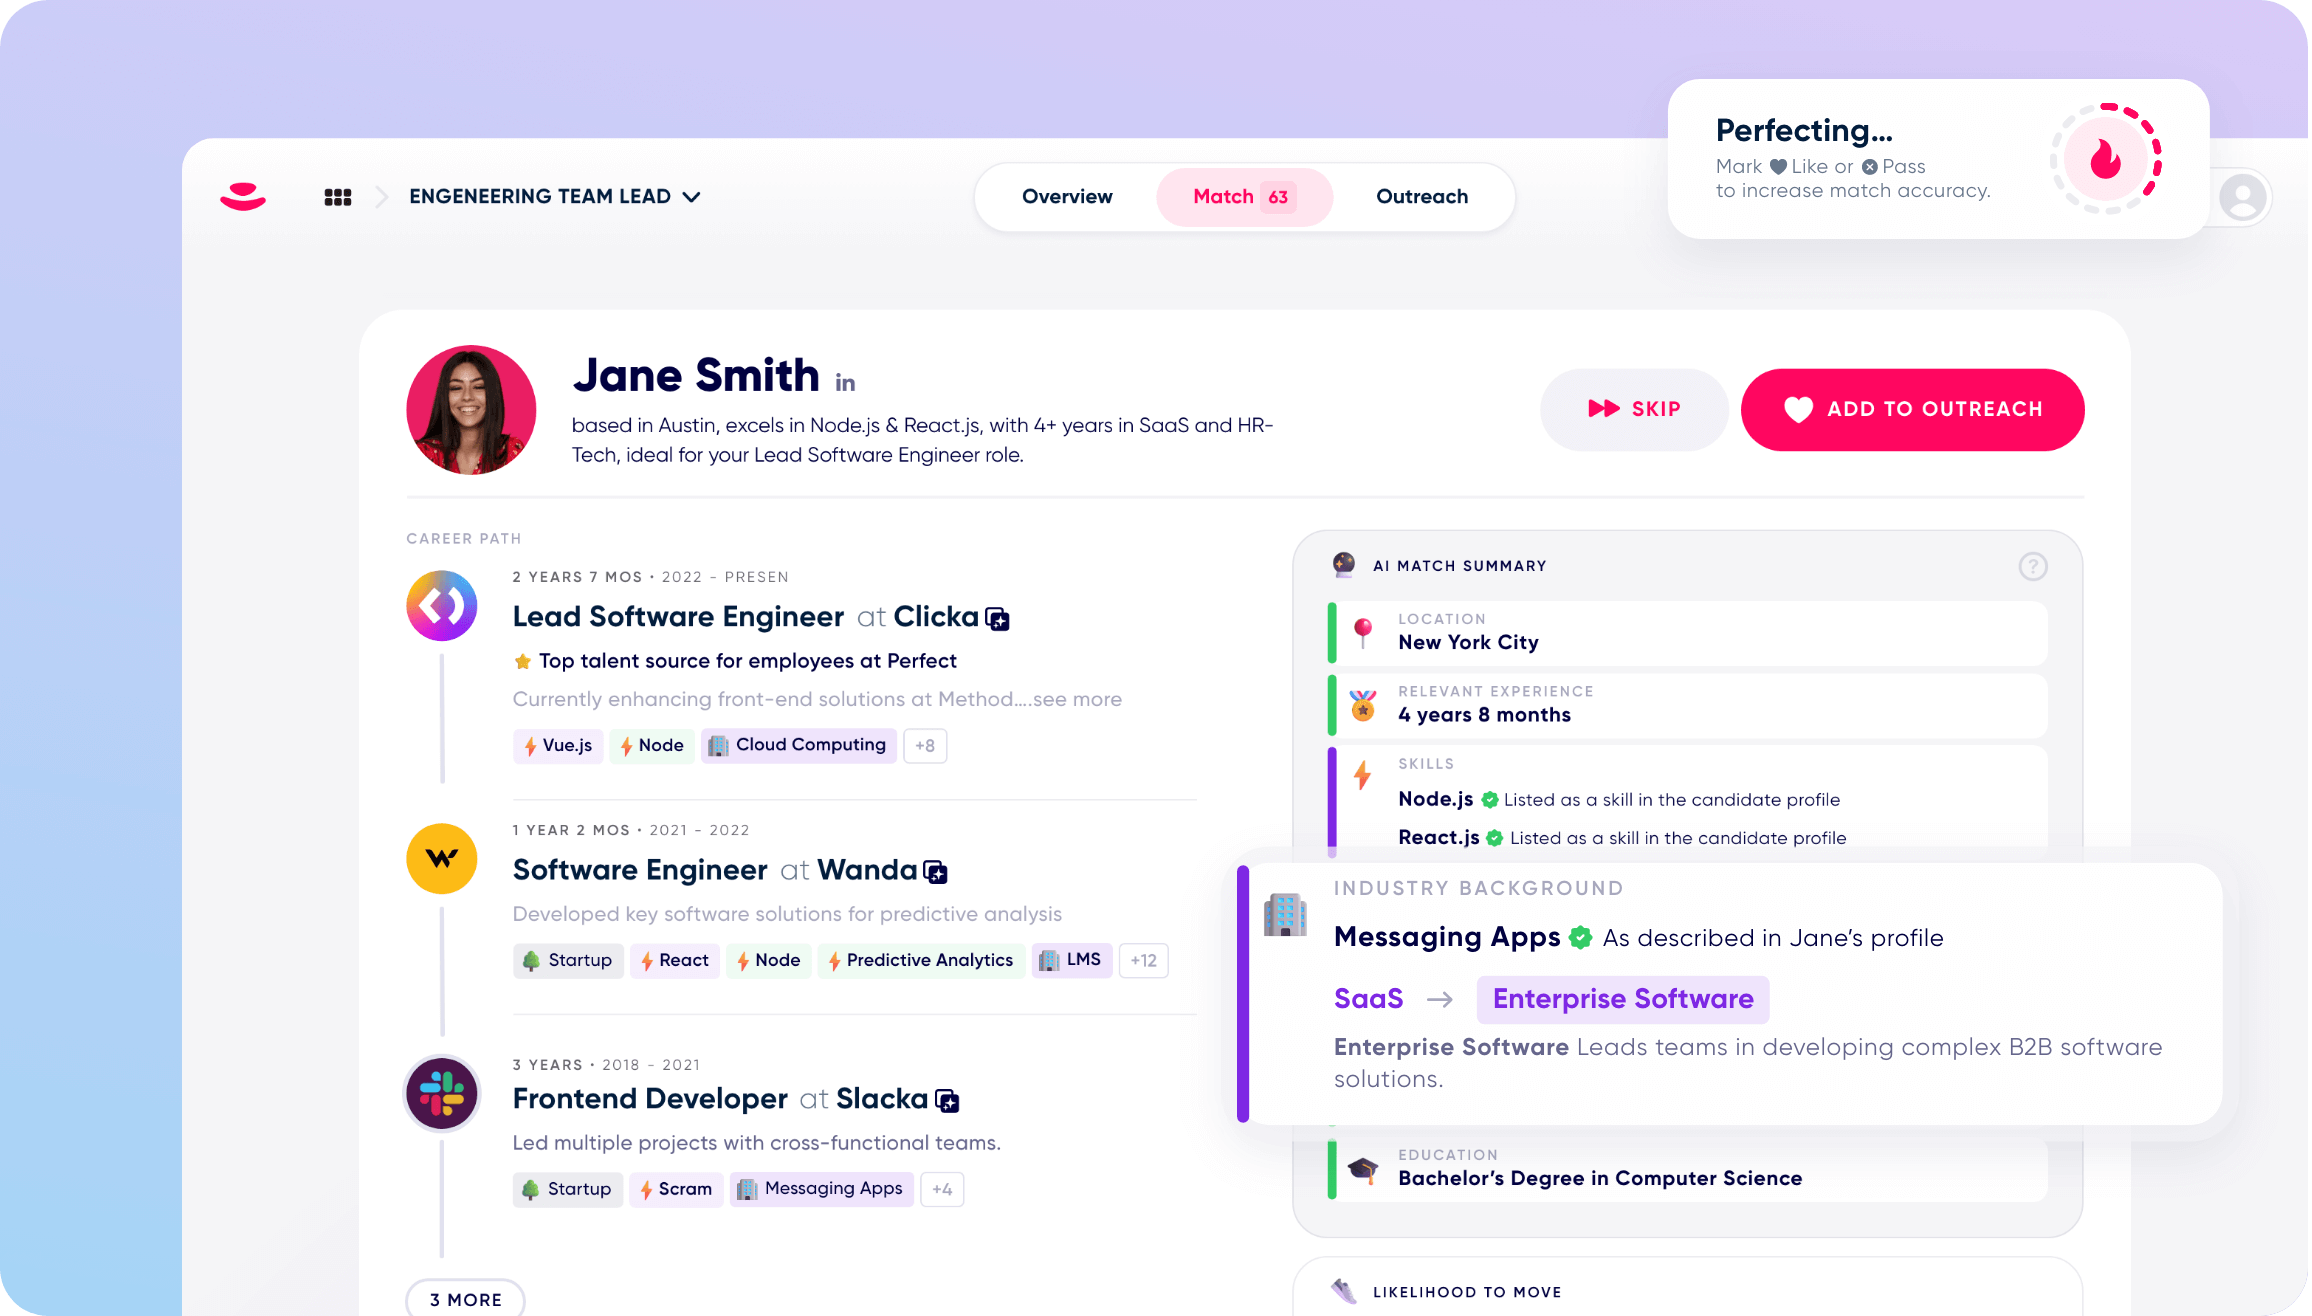 Perfecting...
Mark Like or Pass
to increase match accuracy.
ENGENEERING TEAM LEAD
Overview
Match 63
Outreach
Jane Smith in
based in Austin, excels in Node.js & React.js, with 4+ years in SaaS and HR-
Tech, ideal for your Lead Software Engineer role.
SKIP
ADD TO OUTREACH
CAREER PATH
2 YEARS 7 MOS • 2022 - PRESEN
Lead Software Engineer at Clicka
Top talent source for employees at Perfect
Currently enhancing front-end solutions at Method....see more
Vue.js Node Cloud Computing +8
1 YEAR 2 MOS • 2021 - 2022
Software Engineer at Wanda
Developed key software solutions for predictive analysis
Startup React Node Predictive Analytics LMS +12
3 YEARS • 2018 - 2021
Frontend Developer at Slacka
Led multiple projects with cross-functional teams.
Startup Scram Messaging Apps +4
3 MORE
AI MATCH SUMMARY ?
LOCATION
New York City
RELEVANT EXPERIENCE
4 years 8 months
SKILLS
Node.js Listed as a skill in the candidate profile
React.js Listed as a skill in the candidate profile
INDUSTRY BACKGROUND
Messaging Apps As described in Jane's profile
SaaS → Enterprise Software
Enterprise Software Leads teams in developing complex B2B software
solutions.
EDUCATION
Bachelor's Degree in Computer Science
LIKELIHOOD TO MOVE